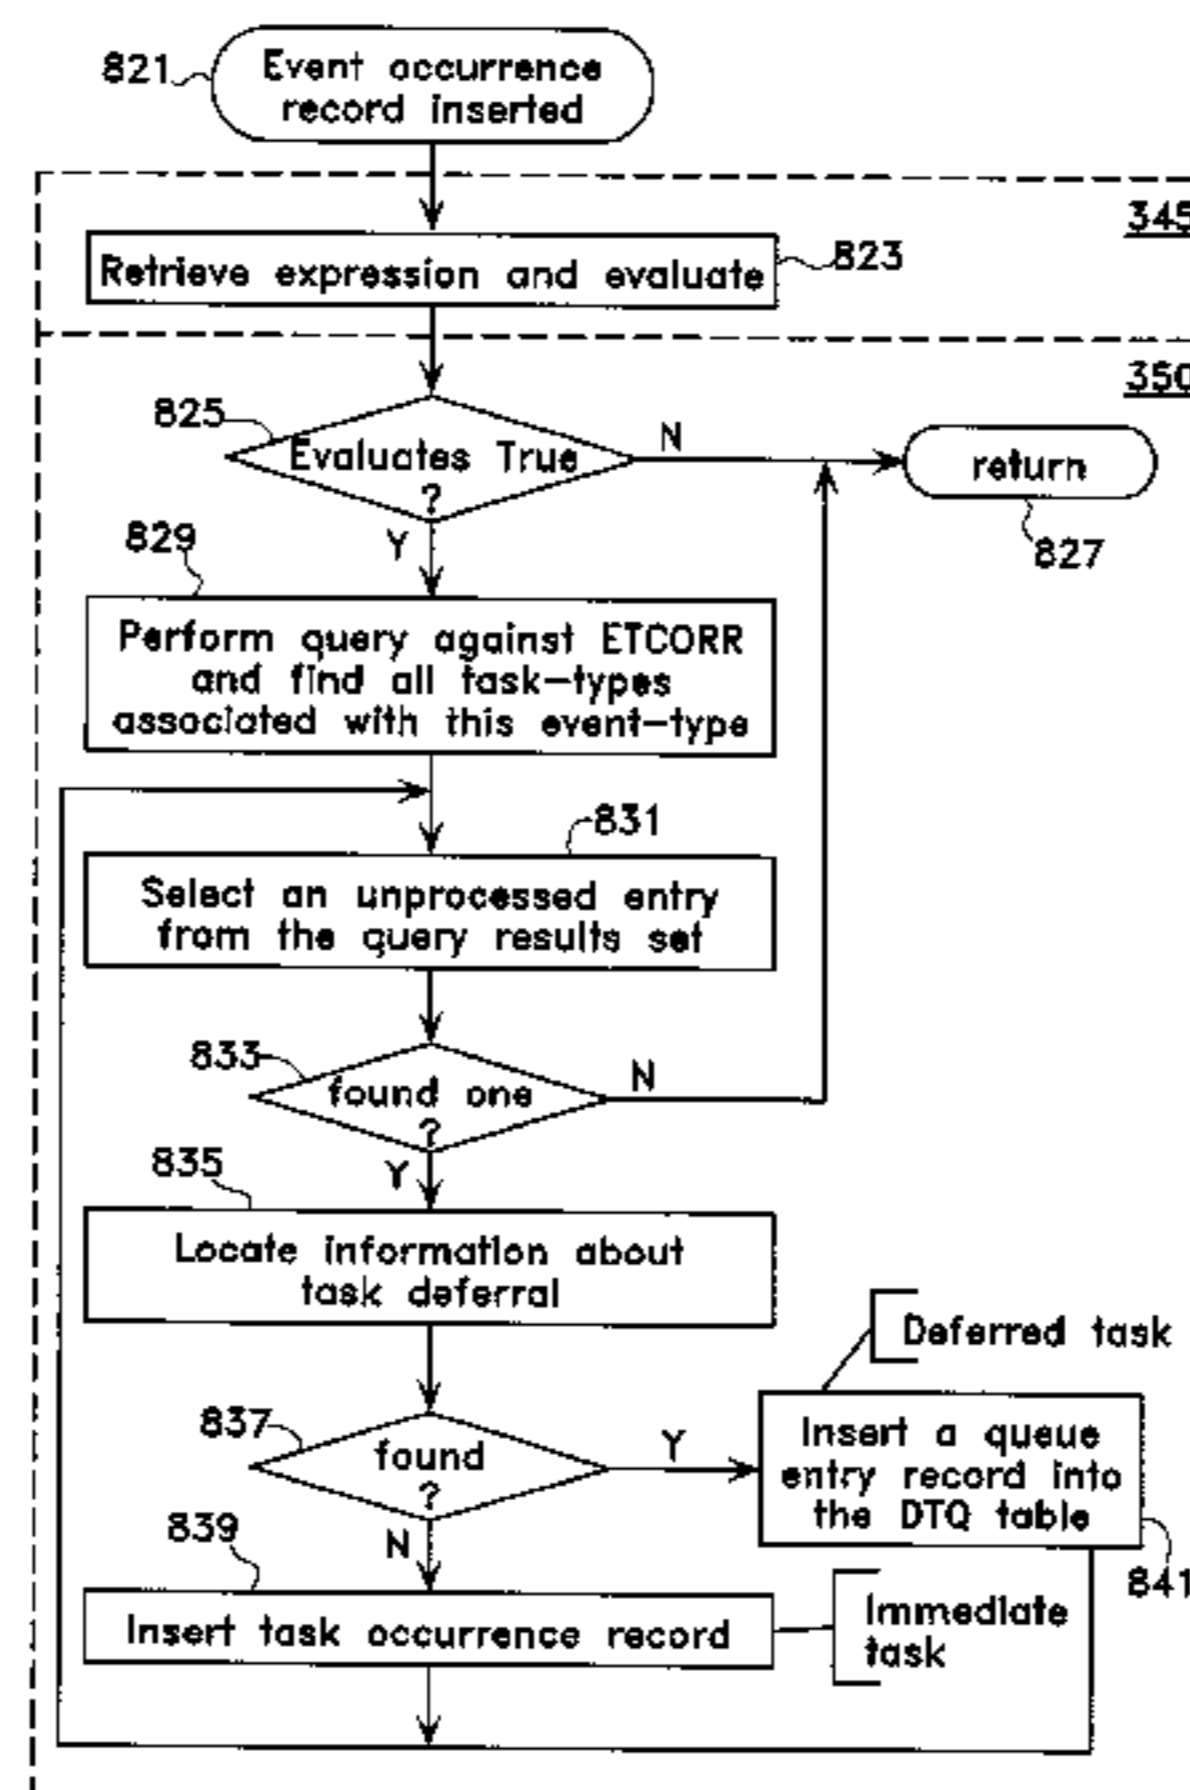 821
Event occurrence
record inserted
345
Retrieve expression and evaluate
823
350
825
Evaluates True
?
N
return
827
Y
829
Perform query against ETCORR
and find all task-types
associated with this event-type
831
Select an unprocessed entry
from the query results set
833
found one
?
N
Y
835
Locate information about
task deferral
Deferred task
837
found
?
Y
Insert a queue
entry record into
the DTQ table
841
N
839
Insert task occurrence record
Immediate
task